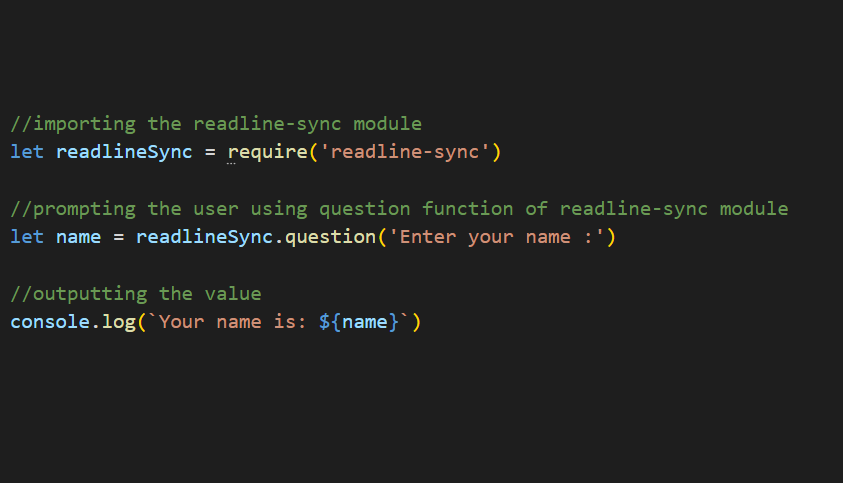 //importing the readline-sync module
let readlineSync = require('readline-sync')
//prompting the user using question function of readline-sync module
let name = readlineSync.question('Enter your name :')
//outputting the value
console.log(`Your name is: ${name}`)